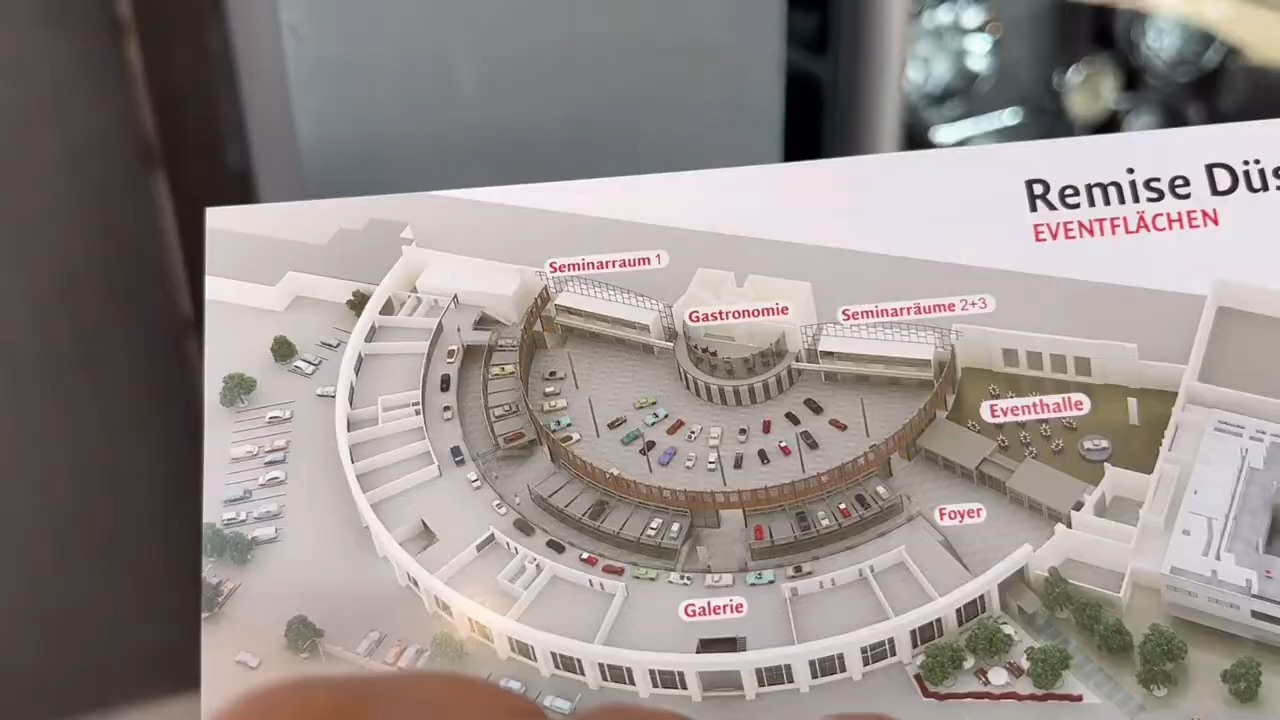 Remise Düs
EVENTFLÄCHEN
Seminarraum 1
Gastronomie
Seminarräume 2+3
Eventhalle
Foyer
Galerie